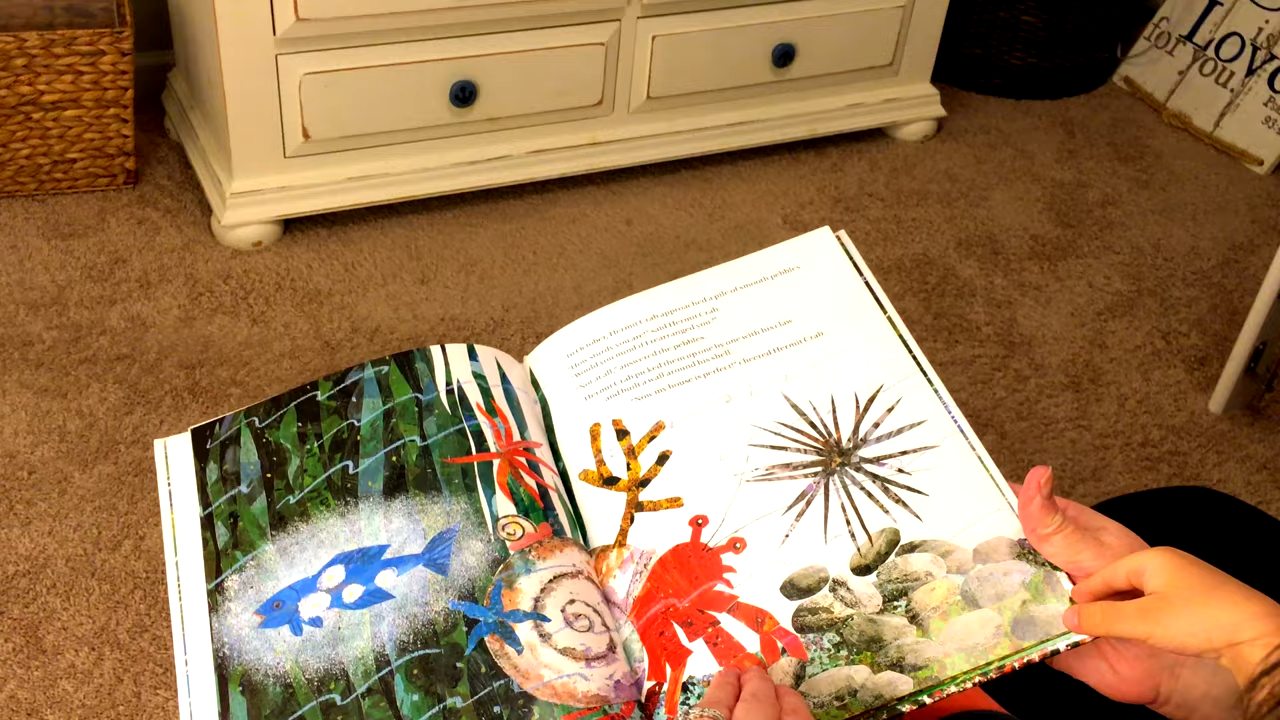 In October, Hermit Crab approached a pile of smooth pebbles.
"How sturdy you are!" said Hermit Crab.
"Would you mind if I rearranged you?"
"Not at all," answered the pebbles.
Hermit Crab picked them up one by one with his claw
and built a wall around his shell.
"Now my house is perfect!" cheered Hermit Crab.
is
Love
for you.